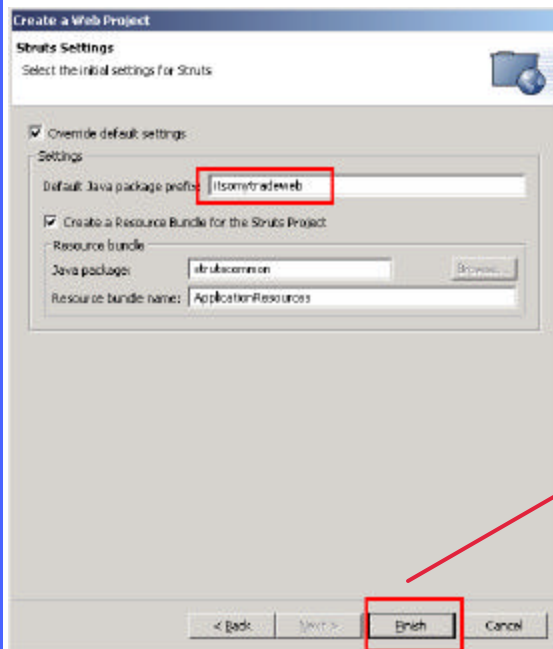 Create a Web Project
Struts Settings
Select the initial settings for Struts
Override default settings
Settings
Default Java package prefix: itsomytradeweb
Create a Resource Bundle for the Struts Project
Resource bundle
Java package: strutscommon Browse...
Resource bundle name: ApplicationResources
< Back Next > Finish Cancel